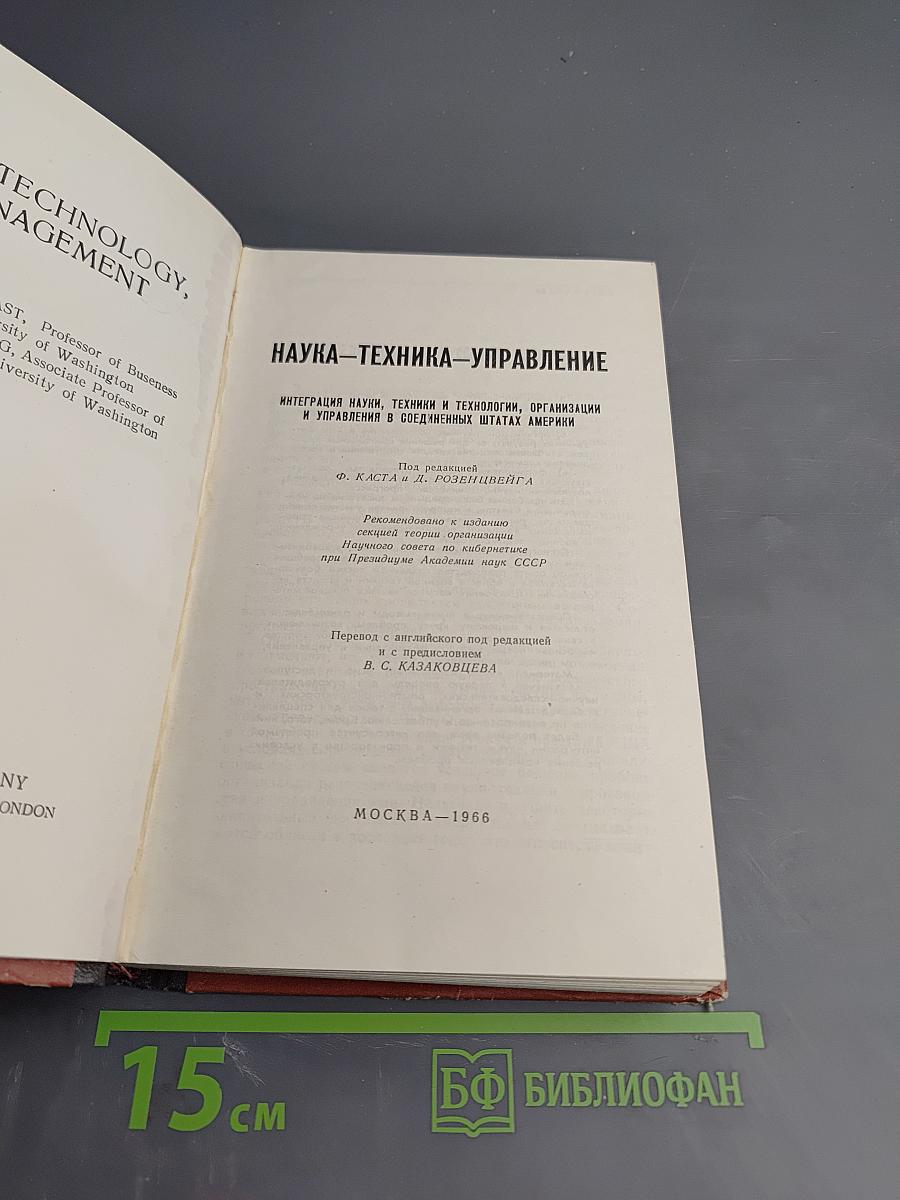 TECHNOLOGY,
NAGEMENT
AST, Professor of Buseness
rsity of Washington
G, Associate Professor of
iversity of Washington
NY
ONDON
НАУКА—ТЕХНИКА—УПРАВЛЕНИЕ
ИНТЕГРАЦИЯ НАУКИ, ТЕХНИКИ И ТЕХНОЛОГИИ, ОРГАНИЗАЦИИ
И УПРАВЛЕНИЯ В СОЕДИНЕННЫХ ШТАТАХ АМЕРИКИ
Под редакцией
Ф. КАСТА и Д. РОЗЕНЦВЕЙГА
Рекомендовано к изданию
секцией теории организации
Научного совета по кибернетике
при Президиуме Академии наук СССР
Перевод с английского под редакцией
и с предисловием
В. С. КАЗАКОВЦЕВА
МОСКВА—1966
15 см
БФ БИБЛИОФАН